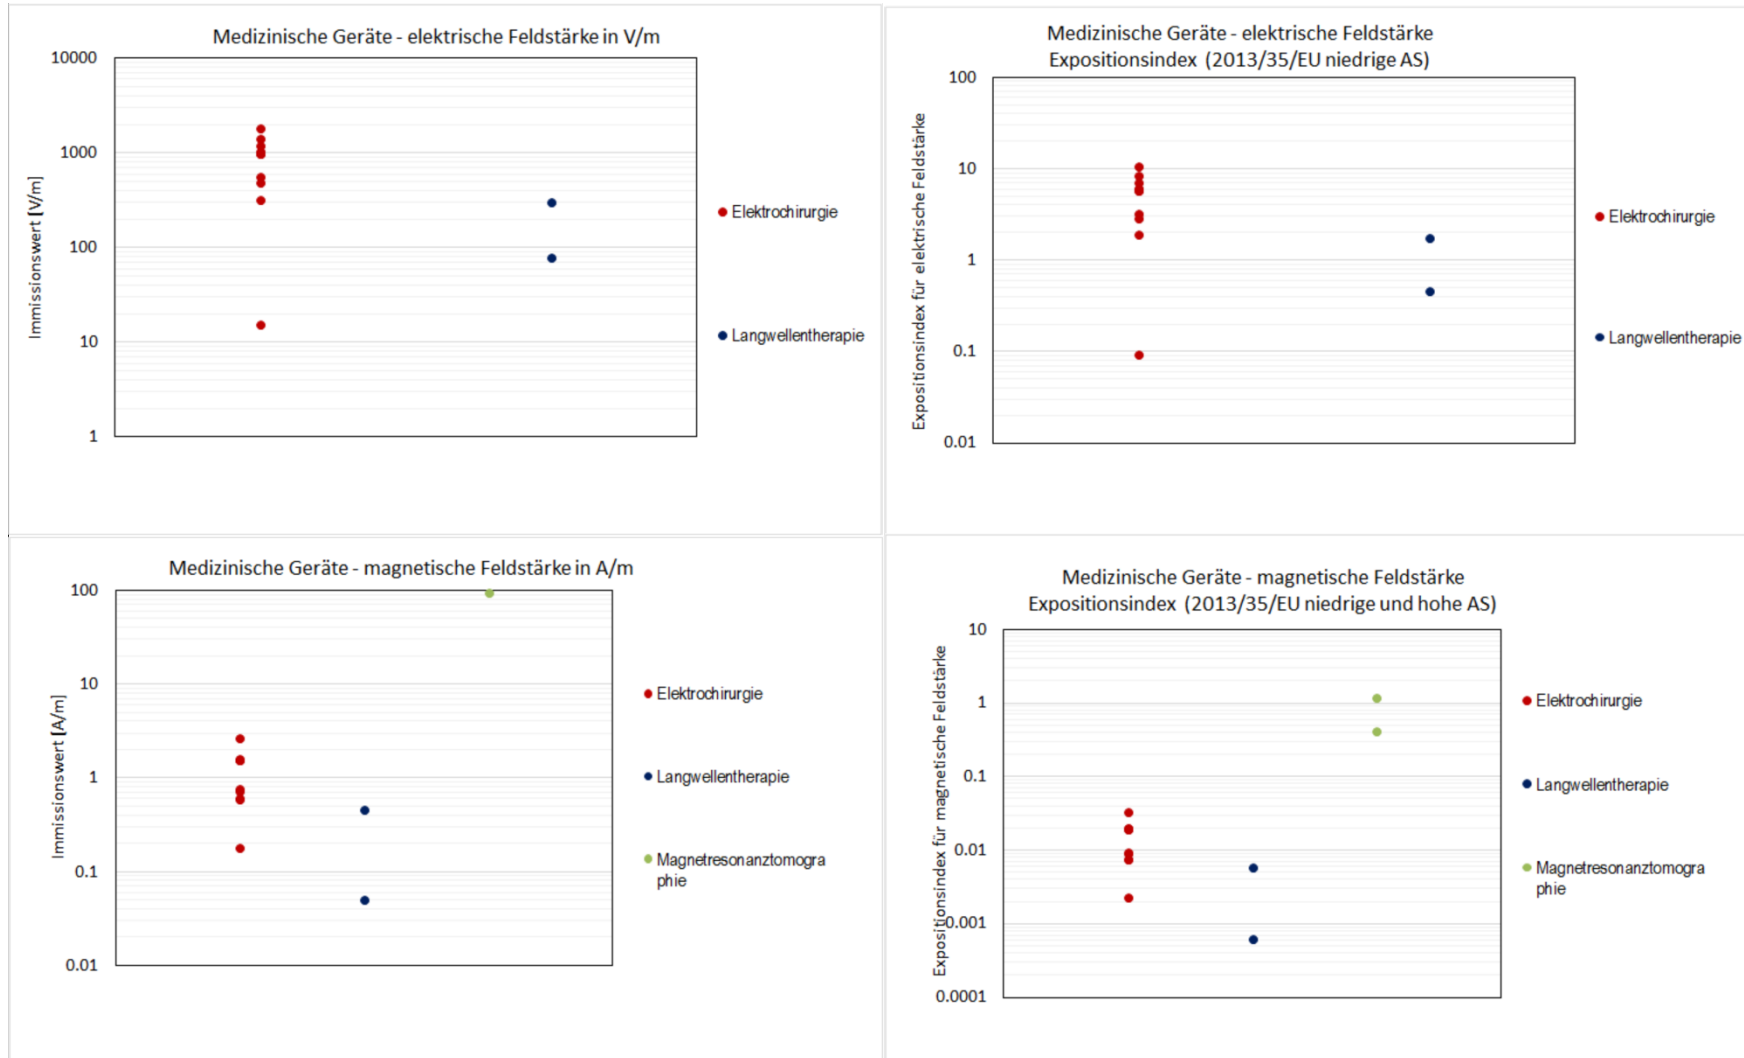 Medizinische Geräte - elektrische Feldstärke in V/m
10000
1000
100
10
1
Immissionswert [V/m]
Elektrochirurgie
Langwellentherapie
Medizinische Geräte - elektrische Feldstärke
Expositionsindex (2013/35/EU niedrige AS)
100
10
1
0.1
0.01
Expositionsindex für elektrische Feldstärke
Elektrochirurgie
Langwellentherapie
Medizinische Geräte - magnetische Feldstärke in A/m
100
10
1
0.1
0.01
Immissionswert [A/m]
Elektrochirurgie
Langwellentherapie
Magnetresonanztomogra
phie
Medizinische Geräte - magnetische Feldstärke
Expositionsindex (2013/35/EU niedrige und hohe AS)
10
1
0.1
0.01
0.001
0.0001
Expositionsindex für magnetische Feldstärke
Elektrochirurgie
Langwellentherapie
Magnetresonanztomogra
phie